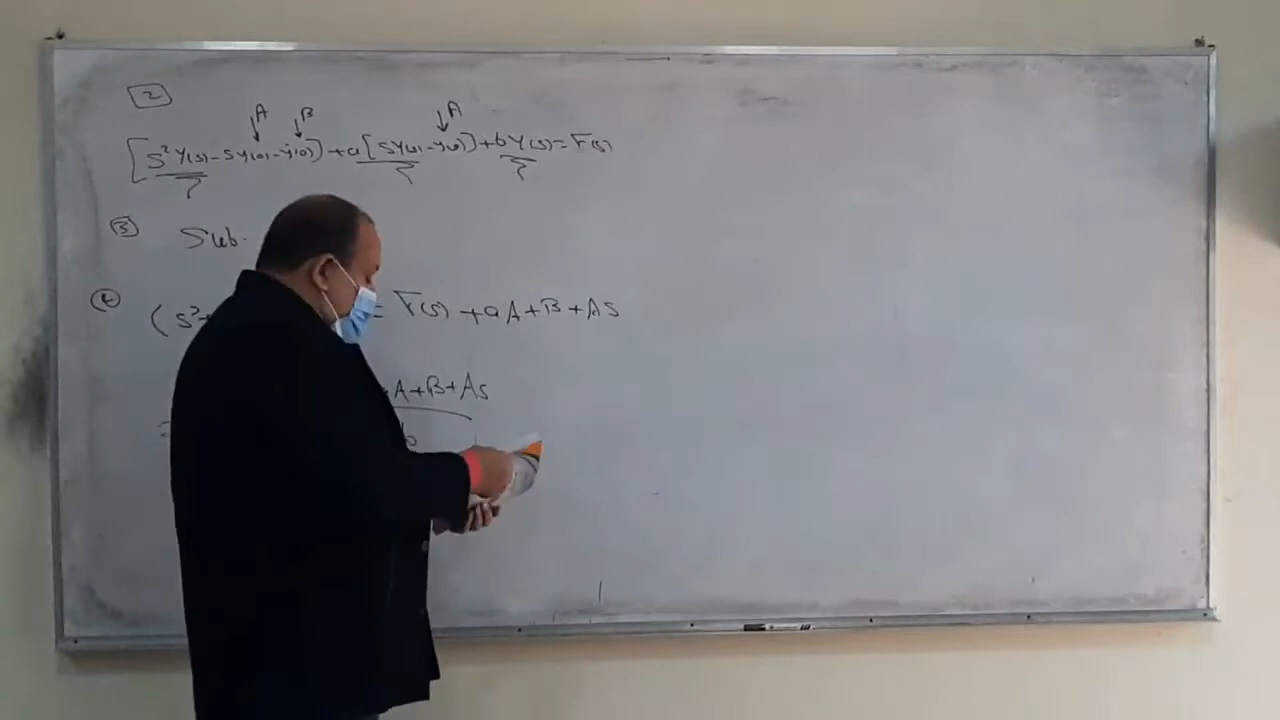 2
A B A
[S²Y(s)-SY(0)-ẏ(0)]+a[SY(s)-Y(0)]+bY(s)=F(s)
3 Sub.
4 (S²+ = F(s)+aA+B+AS
A+B+AS
=
b